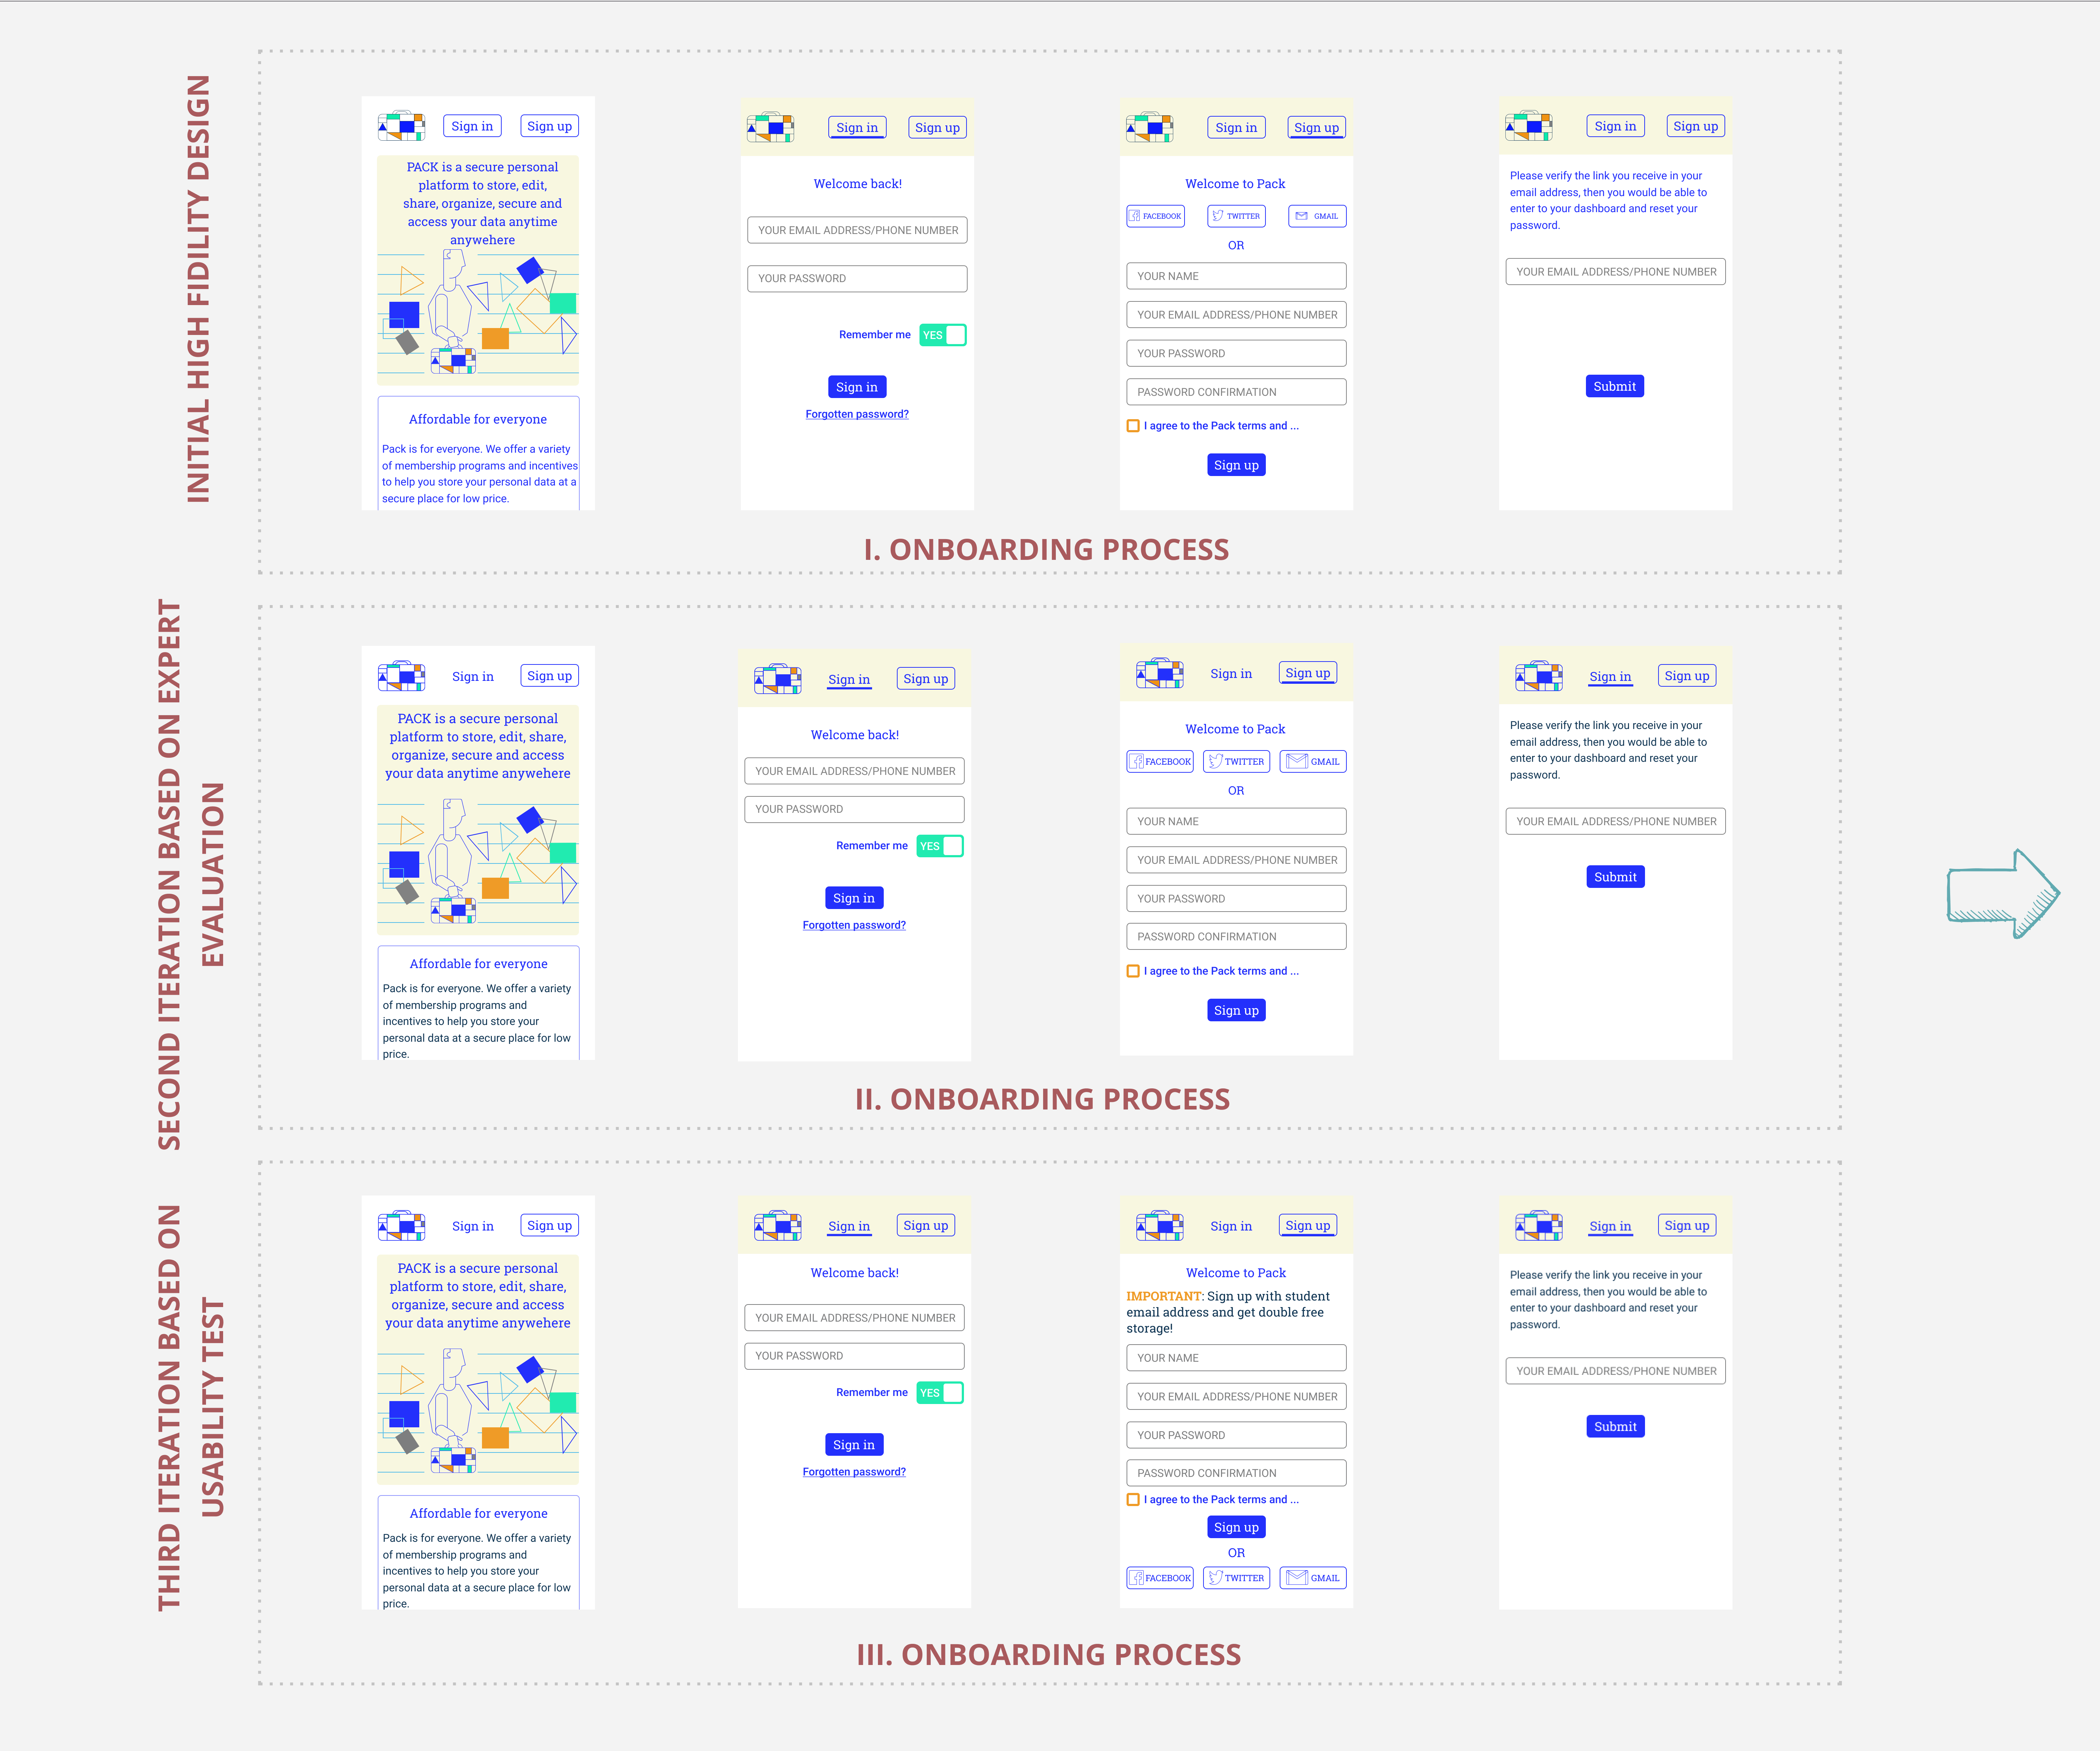 INITIAL HIGH FIDILITY DESIGN
Sign in
Sign up
PACK is a secure personal
platform to store, edit,
share, organize, secure and
access your data anytime
anywehere
Affordable for everyone
Pack is for everyone. We offer a variety
of membership programs and incentives
to help you store your personal data at a
secure place for low price.
Sign in
Sign up
Welcome back!
YOUR EMAIL ADDRESS/PHONE NUMBER
YOUR PASSWORD
Remember me
YES
Sign in
Forgotten password?
Sign in
Sign up
Welcome to Pack
FACEBOOK
TWITTER
GMAIL
OR
YOUR NAME
YOUR EMAIL ADDRESS/PHONE NUMBER
YOUR PASSWORD
PASSWORD CONFIRMATION
I agree to the Pack terms and ...
Sign up
Sign in
Sign up
Please verify the link you receive in your
email address, then you would be able to
enter to your dashboard and reset your
password.
YOUR EMAIL ADDRESS/PHONE NUMBER
Submit
I. ONBOARDING PROCESS
SECOND ITERATION BASED ON EXPERT
EVALUATION
Sign in
Sign up
PACK is a secure personal
platform to store, edit, share,
organize, secure and access
your data anytime anywehere
Affordable for everyone
Pack is for everyone. We offer a variety
of membership programs and
incentives to help you store your
personal data at a secure place for low
price.
Sign in
Sign up
Welcome back!
YOUR EMAIL ADDRESS/PHONE NUMBER
YOUR PASSWORD
Remember me
YES
Sign in
Forgotten password?
Sign in
Sign up
Welcome to Pack
FACEBOOK
TWITTER
GMAIL
OR
YOUR NAME
YOUR EMAIL ADDRESS/PHONE NUMBER
YOUR PASSWORD
PASSWORD CONFIRMATION
I agree to the Pack terms and ...
Sign up
Sign in
Sign up
Please verify the link you receive in your
email address, then you would be able to
enter to your dashboard and reset your
password.
YOUR EMAIL ADDRESS/PHONE NUMBER
Submit
II. ONBOARDING PROCESS
THIRD ITERATION BASED ON
USABILITY TEST
Sign in
Sign up
PACK is a secure personal
platform to store, edit, share,
organize, secure and access
your data anytime anywehere
Affordable for everyone
Pack is for everyone. We offer a variety
of membership programs and
incentives to help you store your
personal data at a secure place for low
price.
Sign in
Sign up
Welcome back!
YOUR EMAIL ADDRESS/PHONE NUMBER
YOUR PASSWORD
Remember me
YES
Sign in
Forgotten password?
Sign in
Sign up
Welcome to Pack
IMPORTANT: Sign up with student
email address and get double free
storage!
YOUR NAME
YOUR EMAIL ADDRESS/PHONE NUMBER
YOUR PASSWORD
PASSWORD CONFIRMATION
I agree to the Pack terms and ...
Sign up
OR
FACEBOOK
TWITTER
GMAIL
Sign in
Sign up
Please verify the link you receive in your
email address, then you would be able to
enter to your dashboard and reset your
password.
YOUR EMAIL ADDRESS/PHONE NUMBER
Submit
III. ONBOARDING PROCESS